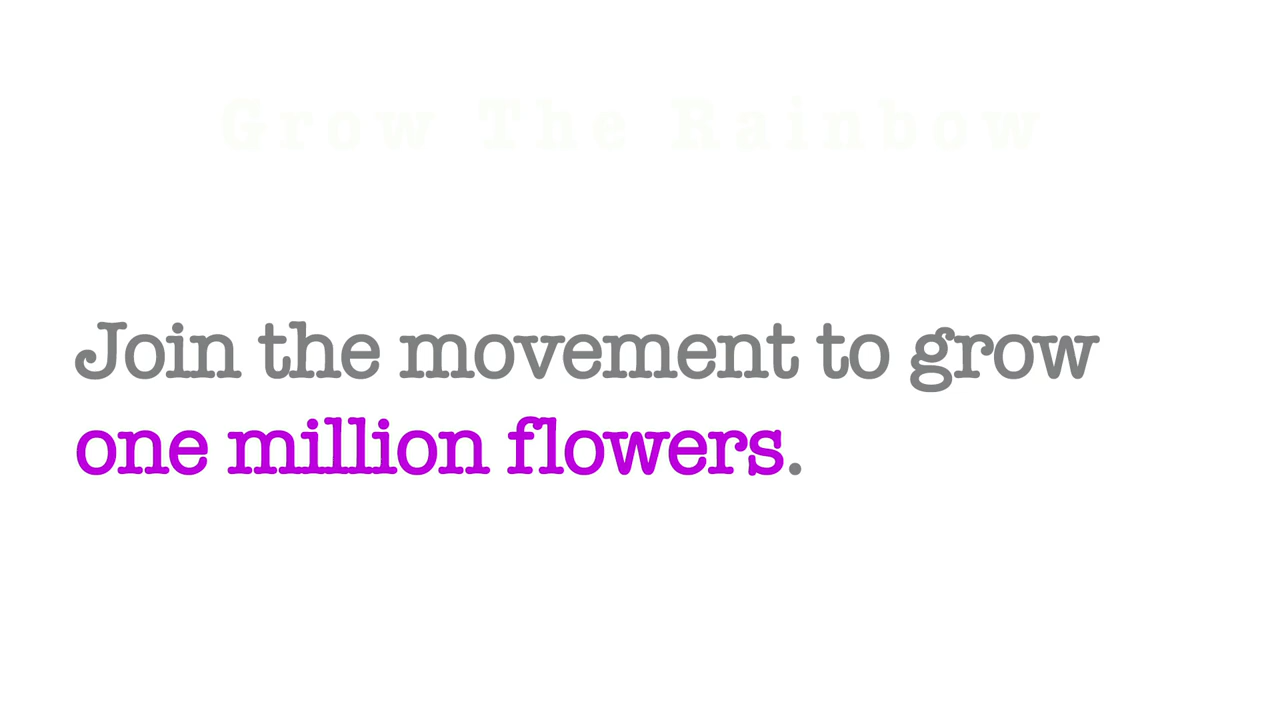 Grow The Rainbow
Join the movement to grow
one million flowers.